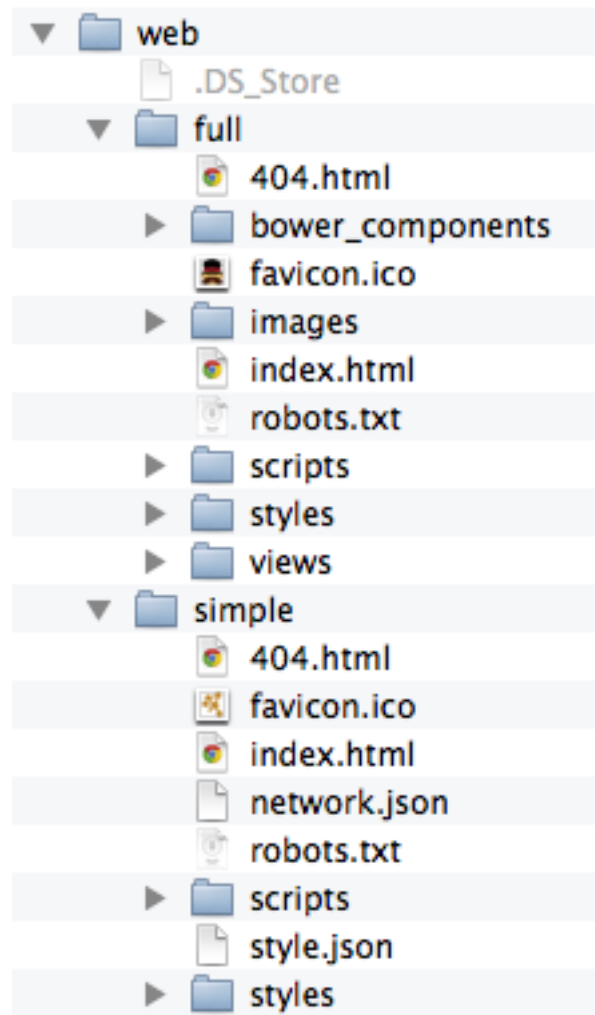 web
.DS_Store
full
404.html
bower_components
favicon.ico
images
index.html
robots.txt
scripts
styles
views
simple
404.html
favicon.ico
index.html
network.json
robots.txt
scripts
style.json
styles